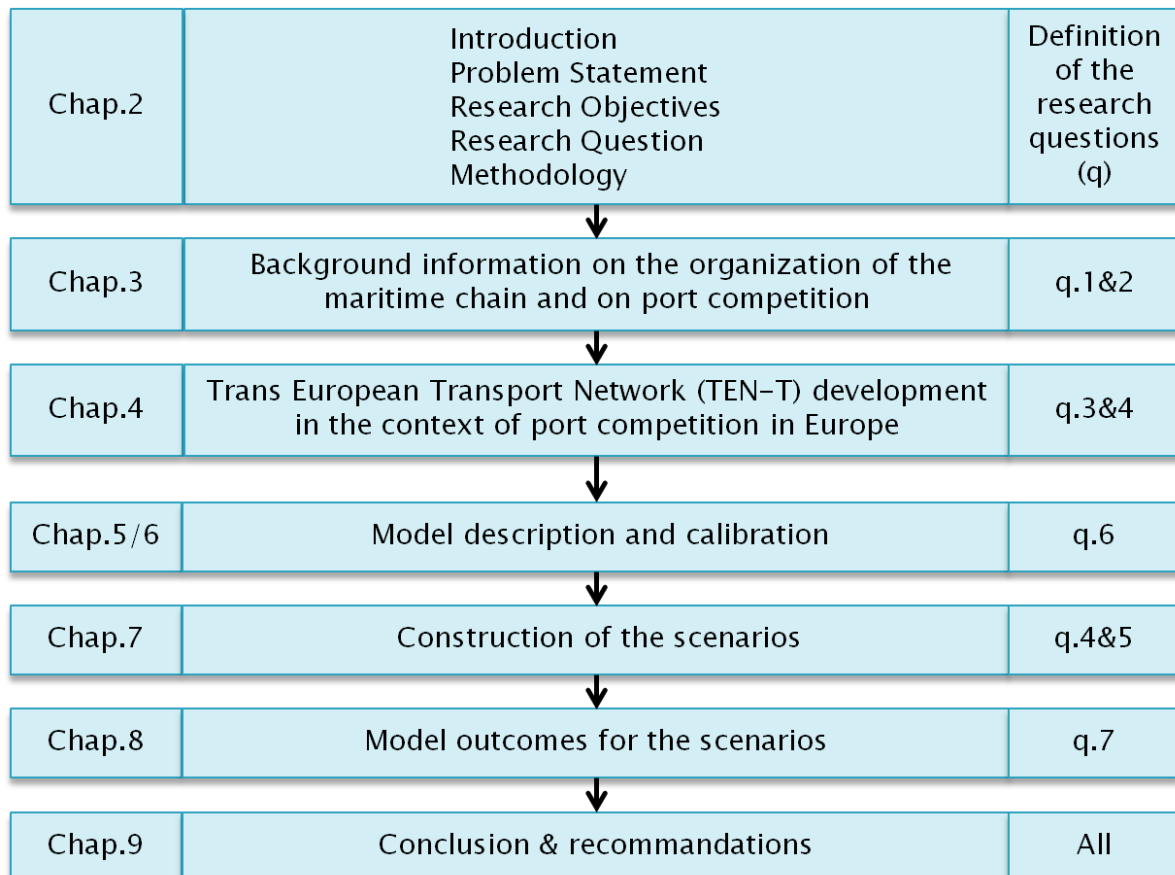 Chap.2
Introduction
Problem Statement
Research Objectives
Research Question
Methodology
Definition
of the
research
questions
(q)
Chap.3
Background information on the organization of the
maritime chain and on port competition
q.1&2
Chap.4
Trans European Transport Network (TEN-T) development
in the context of port competition in Europe
q.3&4
Chap.5/6
Model description and calibration
q.6
Chap.7
Construction of the scenarios
q.4&5
Chap.8
Model outcomes for the scenarios
q.7
Chap.9
Conclusion & recommandations
All